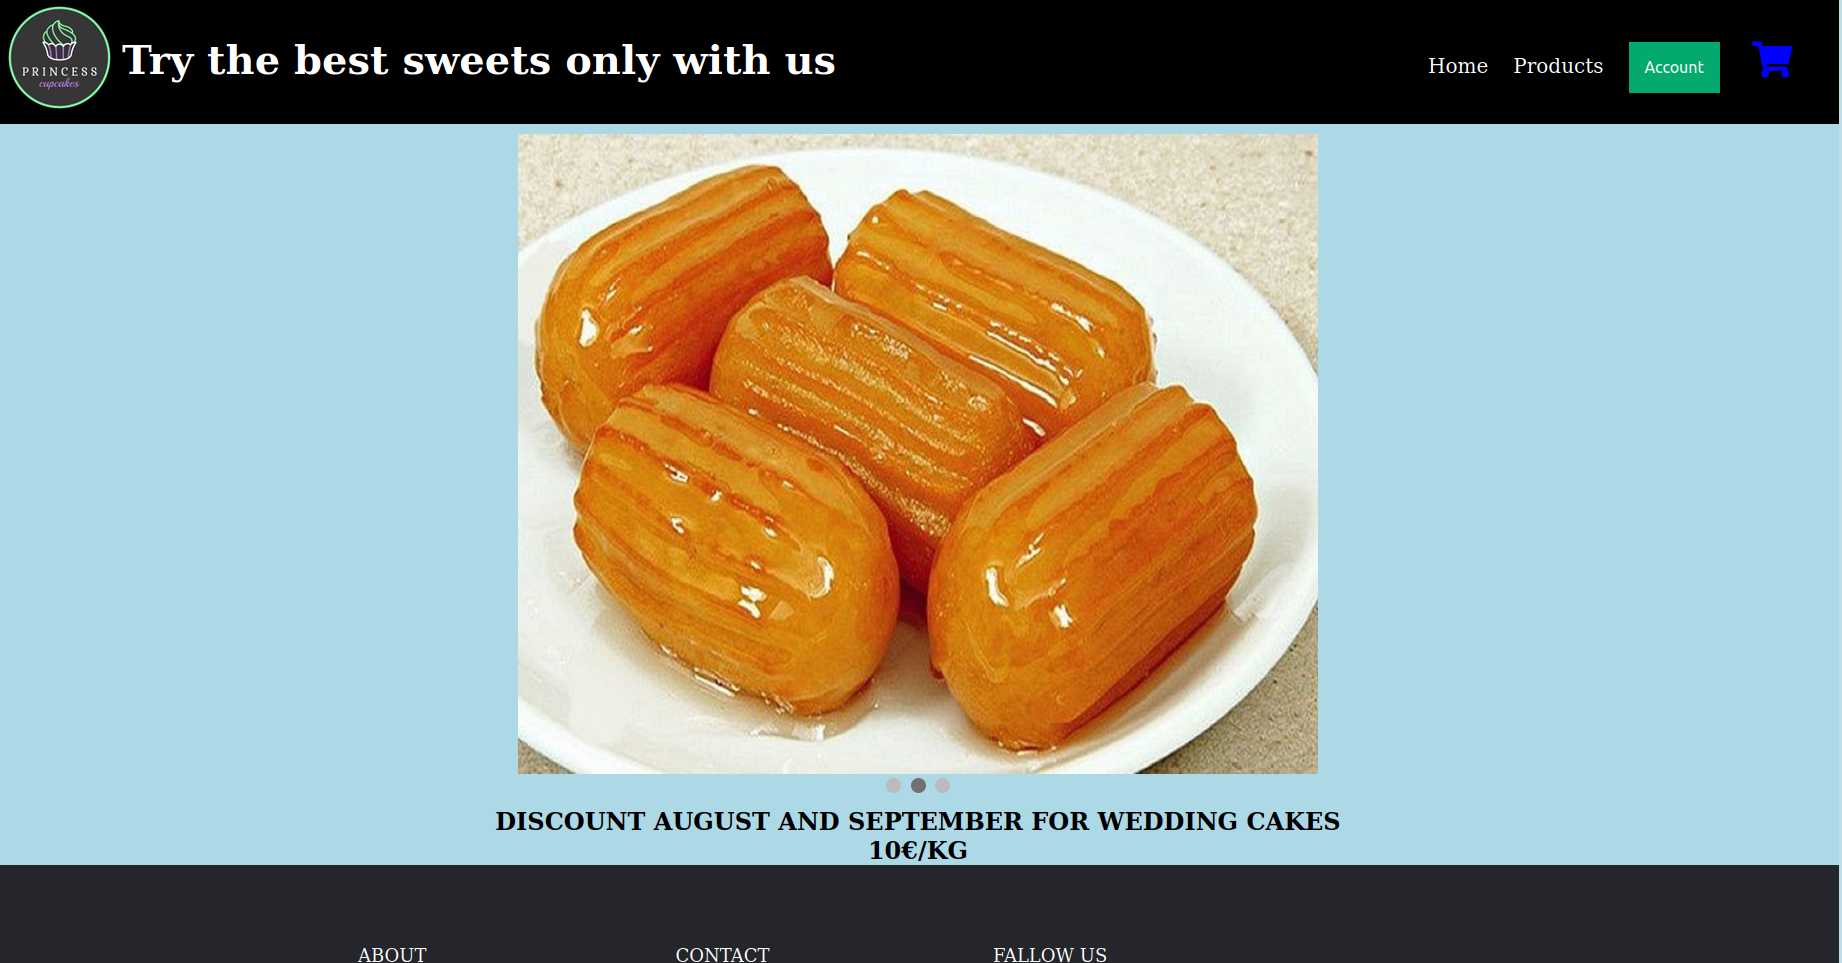 PRINCESS
cupcakes
Try the best sweets only with us
Home
Products
Account
DISCOUNT AUGUST AND SEPTEMBER FOR WEDDING CAKES
10€/KG
ABOUT
CONTACT
FALLOW US